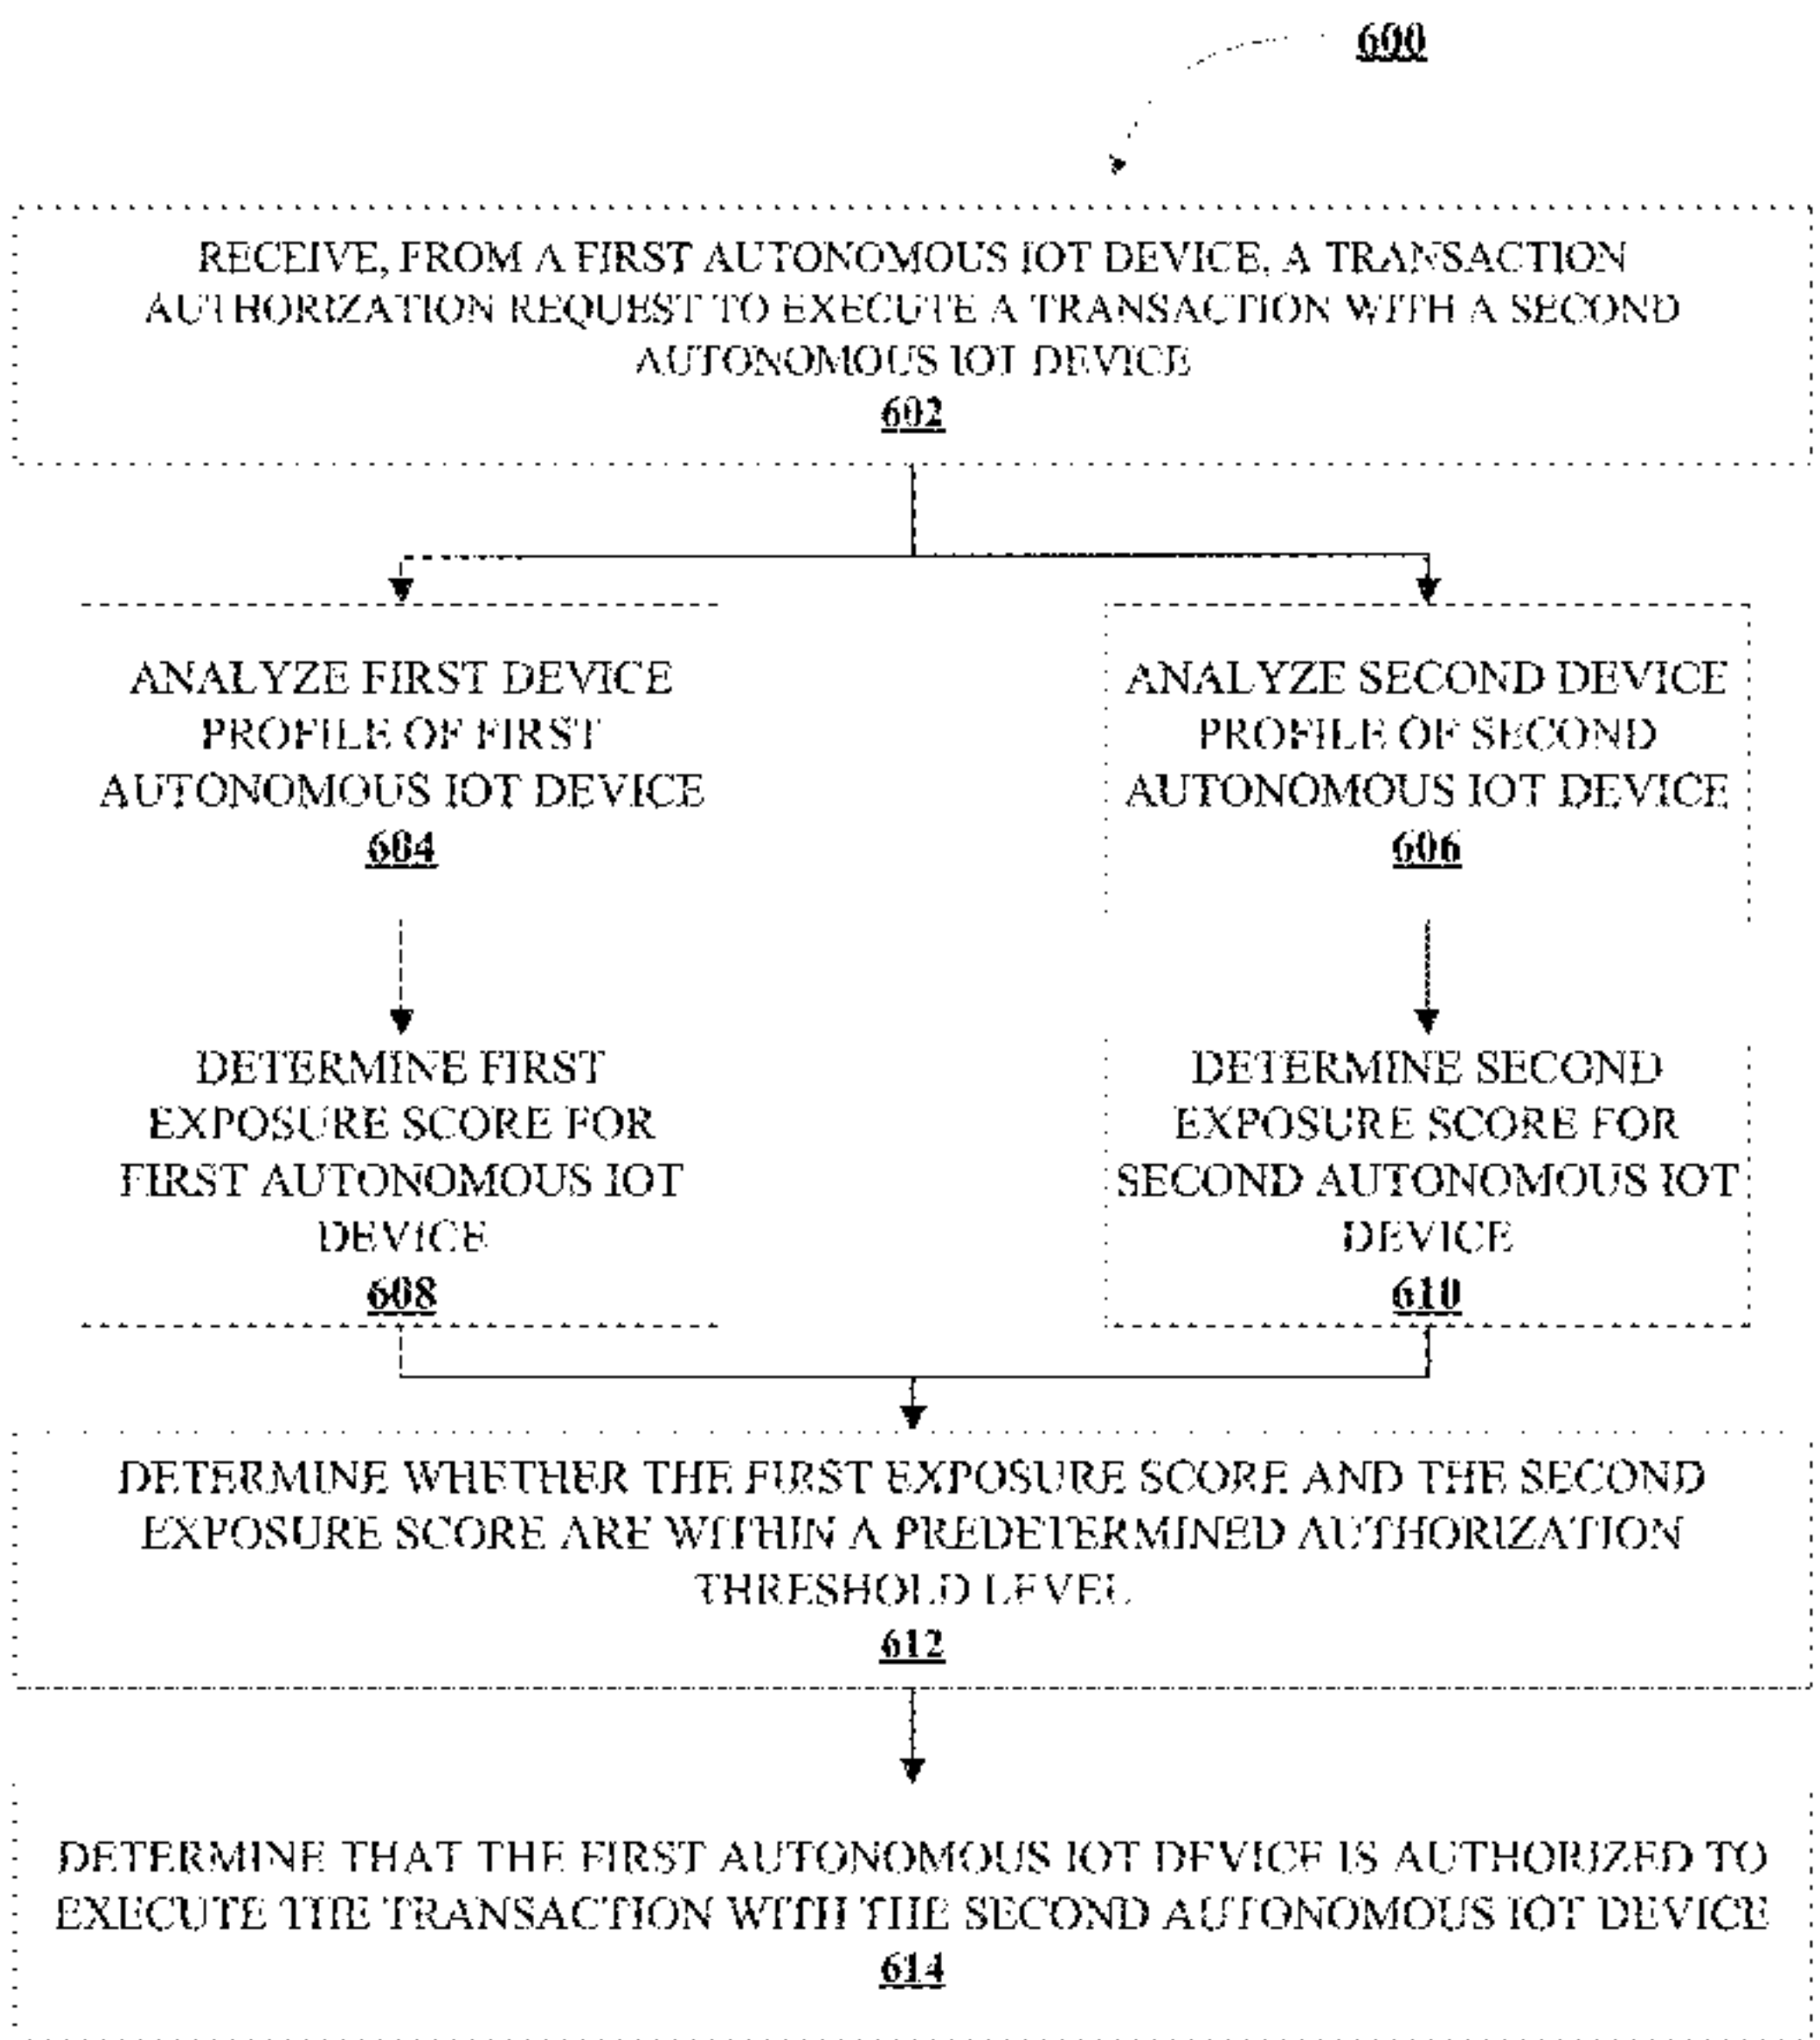 600
RECEIVE, FROM A FIRST AUTONOMOUS IOT DEVICE, A TRANSACTION
AUTHORIZATION REQUEST TO EXECUTE A TRANSACTION WITH A SECOND
AUTONOMOUS IOT DEVICE
602
ANALYZE FIRST DEVICE
PROFILE OF FIRST
AUTONOMOUS IOT DEVICE
604
ANALYZE SECOND DEVICE
PROFILE OF SECOND
AUTONOMOUS IOT DEVICE
606
DETERMINE FIRST
EXPOSURE SCORE FOR
FIRST AUTONOMOUS IOT
DEVICE
608
DETERMINE SECOND
EXPOSURE SCORE FOR
SECOND AUTONOMOUS IOT
DEVICE
610
DETERMINE WHETHER THE FIRST EXPOSURE SCORE AND THE SECOND
EXPOSURE SCORE ARE WITHIN A PREDETERMINED AUTHORIZATION
THRESHOLD LEVEL
612
DETERMINE THAT THE FIRST AUTONOMOUS IOT DEVICE IS AUTHORIZED TO
EXECUTE THE TRANSACTION WITH THE SECOND AUTONOMOUS IOT DEVICE
614